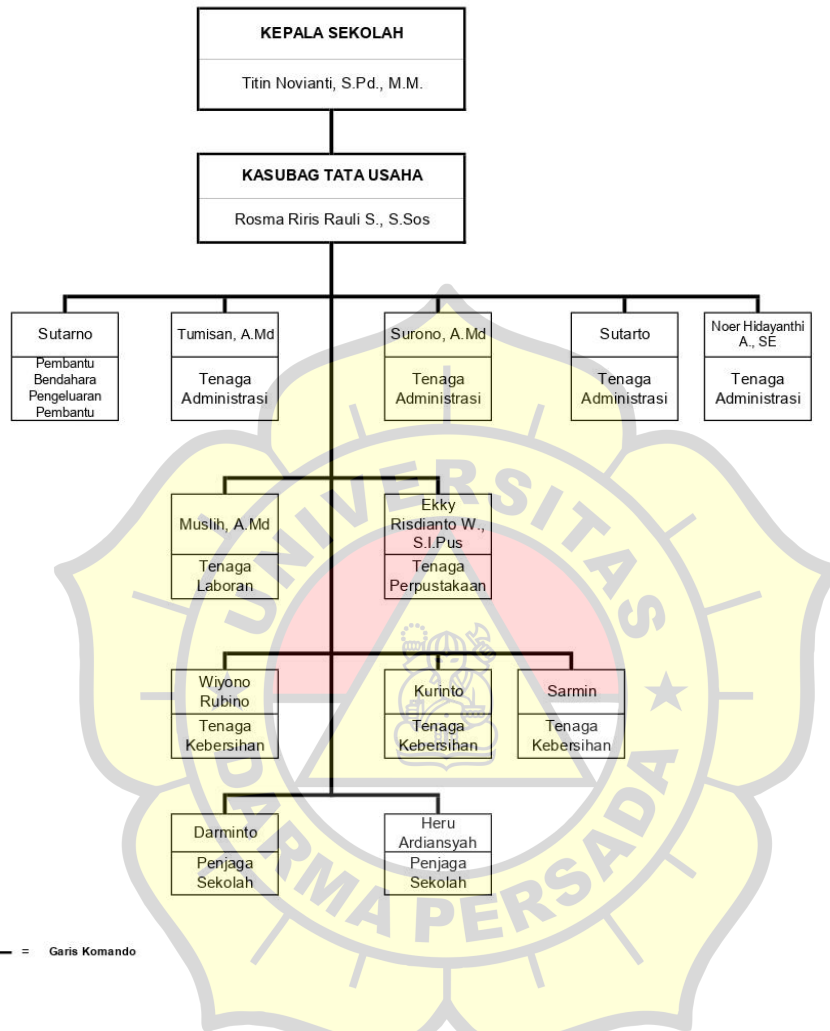 KEPALA SEKOLAH
Titin Novianti, S.Pd., M.M.
KASUBAG TATA USAHA
Rosma Riris Rauli S., S.Sos
Sutarno
Pembantu
Bendahara
Pengeluaran
Pembantu
Tumisan, A.Md
Tenaga
Administrasi
Surono, A.Md
Tenaga
Administrasi
Sutarto
Tenaga
Administrasi
Noer Hidayanthi
A., SE
Tenaga
Administrasi
Muslih, A.Md
Tenaga
Laboran
Ekky
Risdianto W.,
S.I.Pus
Tenaga
Perpustakaan
Wiyono
Rubino
Tenaga
Kebersihan
Kurinto
Tenaga
Kebersihan
Sarmin
Tenaga
Kebersihan
Darminto
Penjaga
Sekolah
Heru
Ardiansyah
Penjaga
Sekolah
= Garis Komando
UNIVERSITAS
DARMA PERSADA